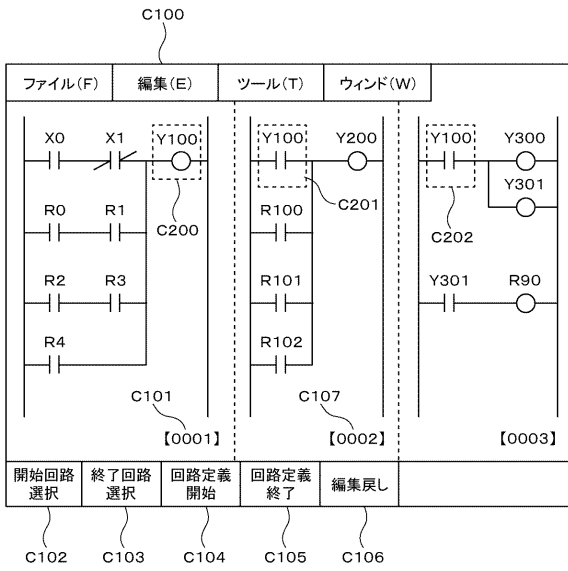 C100
ファイル(F) 編集(E) ツール(T) ウィンド(W)
X0 X1 Y100 Y100 Y200 Y100 Y300
Y301
C201
R0 R1 C200 R100 C202
R2 R3 R101 Y301 R90
R4 R102
C101 C107
【0001】 【0002】 【0003】
開始回路 終了回路 回路定義 回路定義 編集戻し
選択 選択 開始 終了
C102 C103 C104 C105 C106